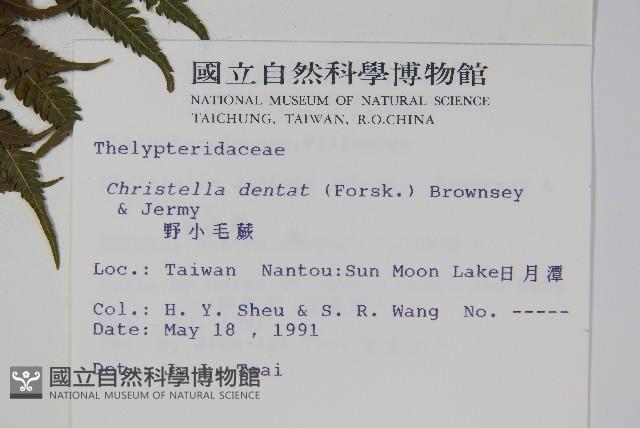 國立自然科學博物館
NATIONAL MUSEUM OF NATURAL SCIENCE
TAICHUNG, TAIWAN, R.O.CHINA
Thelypteridaceae
Christella dentat (Forsk.) Brownsey
& Jermy
野小毛蕨
Loc.: Taiwan Nantou:Sun Moon Lake日月潭
Col.: H. Y. Sheu & S. R. Wang No. -----
Date: May 18 , 1991
Det. J. L. Tsai
國立自然科學博物館
NATIONAL MUSEUM OF NATURAL SCIENCE